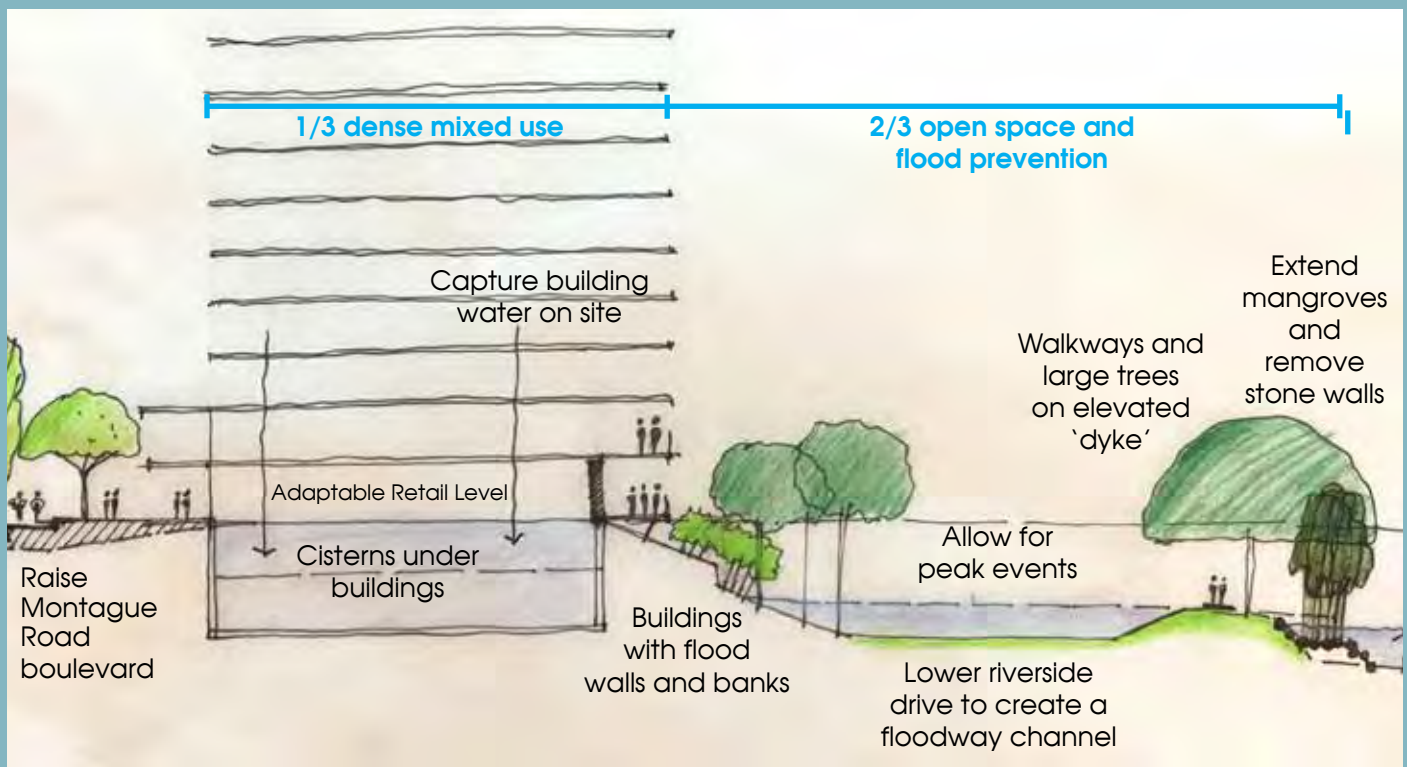 1/3 dense mixed use
2/3 open space and
flood prevention
Capture building
water on site
Extend
mangroves
and
remove
stone walls
Walkways and
large trees
on elevated
‘dyke’
Adaptable Retail Level
Cisterns under
buildings
Allow for
peak events
Raise
Montague
Road
boulevard
Buildings
with flood
walls and banks
Lower riverside
drive to create a
floodway channel